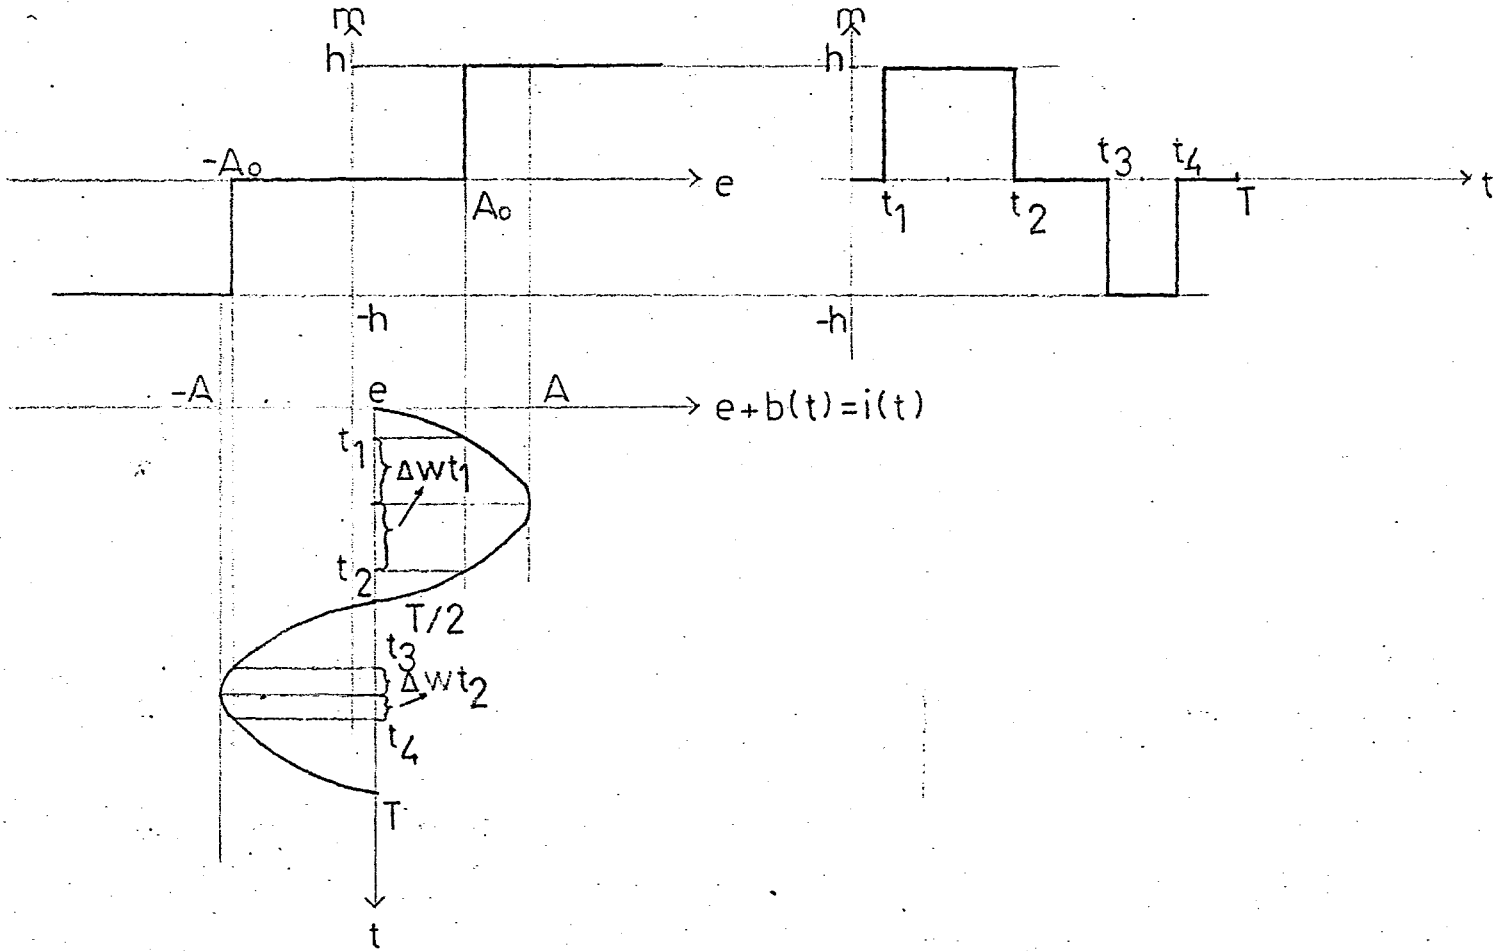 m
h
-A₀
A₀
e
-h
m
h
t₁
t₂
t₃
t₄
T
t
-h
-A
e
A
e+b(t)=i(t)
t₁
Δwt₁
t₂
T/2
t₃
Δwt₂
t₄
T
t